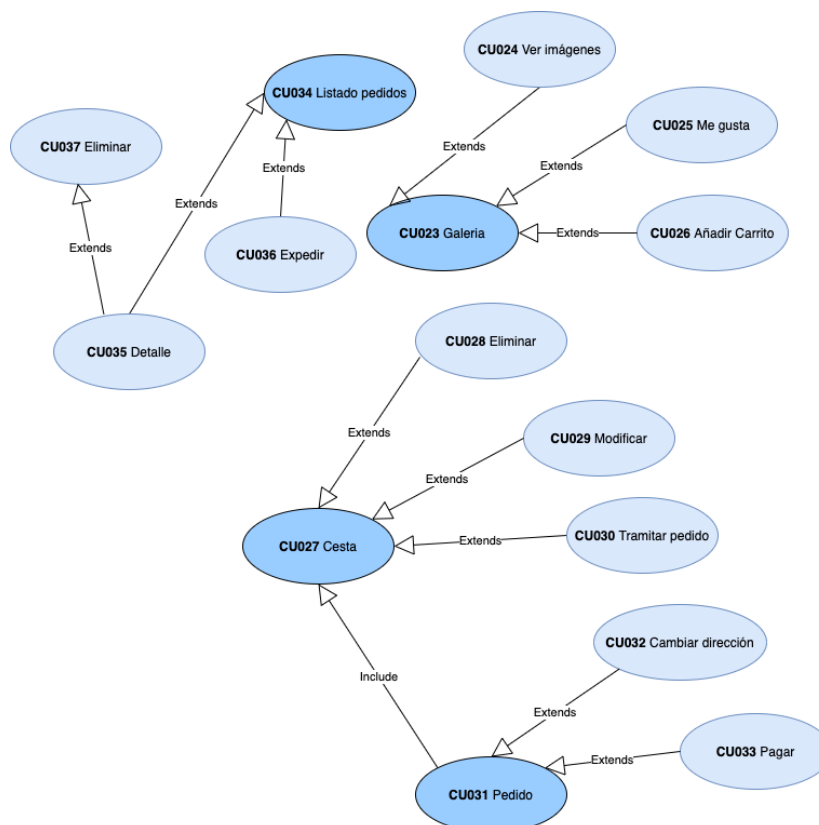 CU024 Ver imágenes
CU034 Listado pedidos
CU025 Me gusta
CU037 Eliminar
Extends
Extends
Extends
Extends
CU023 Galeria
Extends
CU026 Añadir Carrito
Extends
CU036 Expedir
CU028 Eliminar
CU035 Detalle
Extends
CU029 Modificar
Extends
CU027 Cesta
Extends
CU030 Tramitar pedido
CU032 Cambiar dirección
Include
Extends
CU033 Pagar
Extends
CU031 Pedido